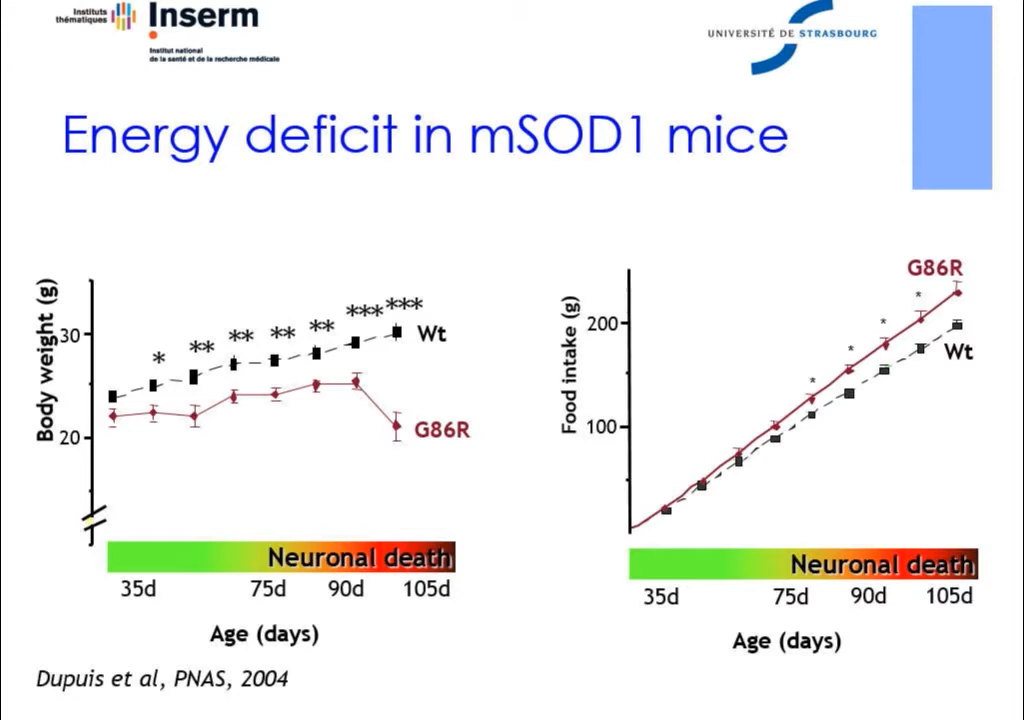 Instituts
thématiques
Inserm
Institut national
de la santé et de la recherche médicale
UNIVERSITÉ DE STRASBOURG
Energy deficit in mSOD1 mice
Body weight (g)
30
20
* ** ** ** ** *** ***
Wt
G86R
Neuronal death
35d 75d 90d 105d
Age (days)
Food intake (g)
200
100
* * * *
G86R
Wt
Neuronal death
35d 75d 90d 105d
Age (days)
Dupuis et al, PNAS, 2004